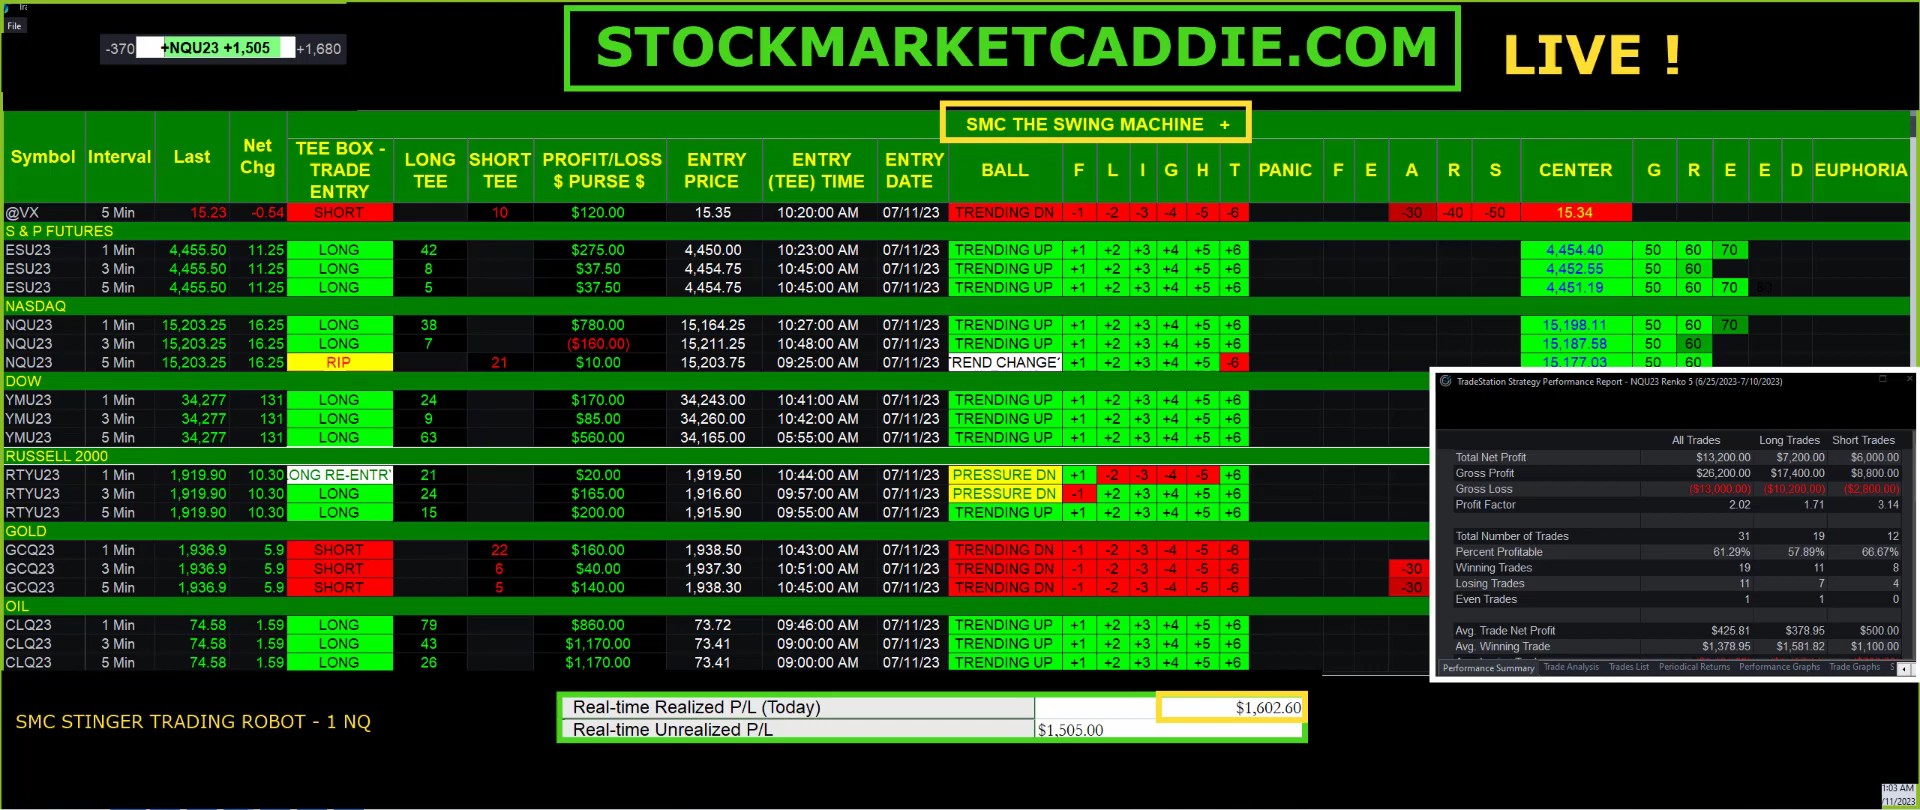 File
-370 +NQU23 +1,505 +1,680
STOCKMARKETCADDIE.COM
LIVE !
SMC THE SWING MACHINE +
Symbol Interval Last Net Chg TEE BOX - TRADE ENTRY LONG TEE SHORT TEE PROFIT/LOSS $ PURSE $ ENTRY PRICE ENTRY (TEE) TIME ENTRY DATE BALL F L I G H T PANIC F E A R S CENTER G R E E D EUPHORIA
@VX 5 Min 15.23 -0.54 SHORT 10 $120.00 15.35 10:20:00 AM 07/11/23 TRENDING DN -1 -2 -3 -4 -5 -6 -30 -40 -50 15.34
S & P FUTURES
ESU23 1 Min 4,455.50 11.25 LONG 42 $275.00 4,450.00 10:23:00 AM 07/11/23 TRENDING UP +1 +2 +3 +4 +5 +6 4,454.40 50 60 70
ESU23 3 Min 4,455.50 11.25 LONG 8 $37.50 4,454.75 10:45:00 AM 07/11/23 TRENDING UP +1 +2 +3 +4 +5 +6 4,452.55 50 60
ESU23 5 Min 4,455.50 11.25 LONG 5 $37.50 4,454.75 10:45:00 AM 07/11/23 TRENDING UP +1 +2 +3 +4 +5 +6 4,451.19 50 60 70 80
NASDAQ
NQU23 1 Min 15,203.25 16.25 LONG 38 $780.00 15,164.25 10:27:00 AM 07/11/23 TRENDING UP +1 +2 +3 +4 +5 +6 15,198.11 50 60 70
NQU23 3 Min 15,203.25 16.25 LONG 7 ($160.00) 15,211.25 10:48:00 AM 07/11/23 TRENDING UP +1 +2 +3 +4 +5 +6 15,187.58 50 60
NQU23 5 Min 15,203.25 16.25 RIP 21 $10.00 15,203.75 09:25:00 AM 07/11/23 TREND CHANGE +1 +2 +3 +4 +5 -6 15,177.03 50 60
DOW
YMU23 1 Min 34,277 131 LONG 24 $170.00 34,243.00 10:41:00 AM 07/11/23 TRENDING UP +1 +2 +3 +4 +5 +6
YMU23 3 Min 34,277 131 LONG 9 $85.00 34,260.00 10:42:00 AM 07/11/23 TRENDING UP +1 +2 +3 +4 +5 +6
YMU23 5 Min 34,277 131 LONG 63 $560.00 34,165.00 05:55:00 AM 07/11/23 TRENDING UP +1 +2 +3 +4 +5 +6
RUSSELL 2000
RTYU23 1 Min 1,919.90 10.30 ONG RE-ENTRY 21 $20.00 1,919.50 10:44:00 AM 07/11/23 PRESSURE DN +1 -2 -3 -4 -5 +6
RTYU23 3 Min 1,919.90 10.30 LONG 24 $165.00 1,916.60 09:57:00 AM 07/11/23 PRESSURE DN -1 +2 +3 +4 +5 +6
RTYU23 5 Min 1,919.90 10.30 LONG 15 $200.00 1,915.90 09:55:00 AM 07/11/23 TRENDING UP +1 +2 +3 +4 +5 +6
GOLD
GCQ23 1 Min 1,936.9 5.9 SHORT 22 $160.00 1,938.50 10:43:00 AM 07/11/23 TRENDING DN -1 -2 -3 -4 -5 -6
GCQ23 3 Min 1,936.9 5.9 SHORT 6 $40.00 1,937.30 10:51:00 AM 07/11/23 TRENDING DN -1 -2 -3 -4 -5 -6 -30
GCQ23 5 Min 1,936.9 5.9 SHORT 5 $140.00 1,938.30 10:45:00 AM 07/11/23 TRENDING DN -1 -2 -3 -4 -5 -6 -30
OIL
CLQ23 1 Min 74.58 1.59 LONG 79 $860.00 73.72 09:46:00 AM 07/11/23 TRENDING UP +1 +2 +3 +4 +5 +6
CLQ23 3 Min 74.58 1.59 LONG 43 $1,170.00 73.41 09:00:00 AM 07/11/23 TRENDING UP +1 +2 +3 +4 +5 +6
CLQ23 5 Min 74.58 1.59 LONG 26 $1,170.00 73.41 09:00:00 AM 07/11/23 TRENDING UP +1 +2 +3 +4 +5 +6
TradeStation Strategy Performance Report - NQU23 Renko 5 (6/25/2023-7/10/2023)
All Trades Long Trades Short Trades
Total Net Profit $13,200.00 $7,200.00 $6,000.00
Gross Profit $26,200.00 $17,400.00 $8,800.00
Gross Loss ($13,000.00) ($10,200.00) ($2,800.00)
Profit Factor 2.02 1.71 3.14
Total Number of Trades 31 19 12
Percent Profitable 61.29% 57.89% 66.67%
Winning Trades 19 11 8
Losing Trades 11 7 4
Even Trades 1 1 0
Avg. Trade Net Profit $425.81 $378.95 $500.00
Avg. Winning Trade $1,378.95 $1,581.82 $1,100.00
Performance Summary Trade Analysis Trades List Periodical Returns Performance Graphs Trade Graphs S
SMC STINGER TRADING ROBOT - 1 NQ
Real-time Realized P/L (Today) $1,602.60
Real-time Unrealized P/L $1,505.00
1:03 AM
/11/2023